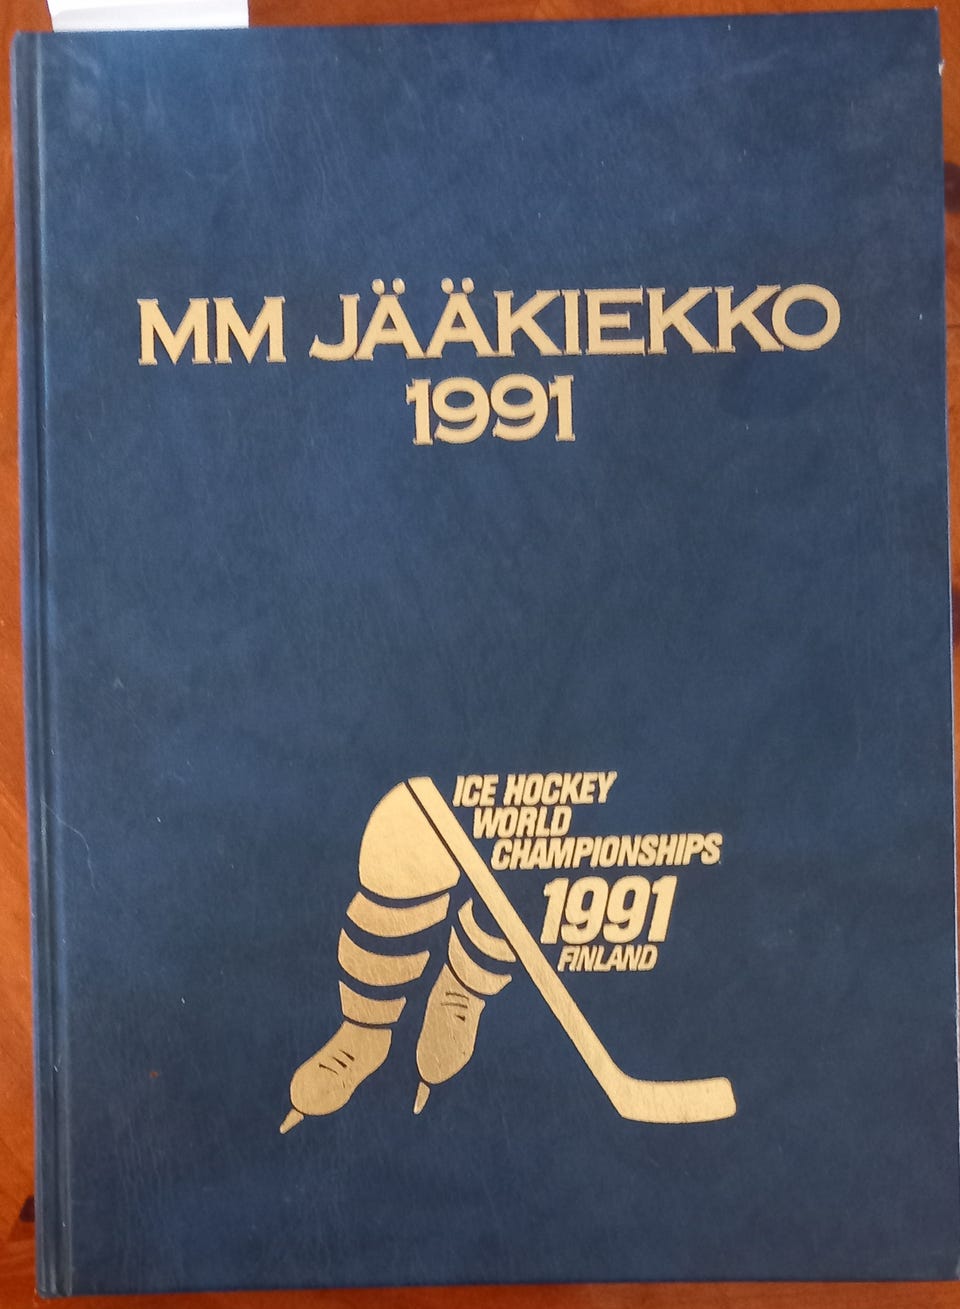 MM JÄÄKIEKKO
1991
ICE HOCKEY
WORLD
CHAMPIONSHIPS
1991
FINLAND